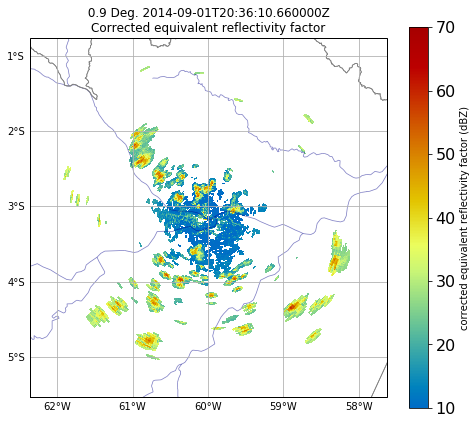 0.9 Deg. 2014-09-01T20:36:10.660000Z
Corrected equivalent reflectivity factor
1°S
2°S
3°S
4°S
5°S
62°W 61°W 60°W 59°W 58°W
70
60
50
40
30
20
10
corrected equivalent reflectivity factor (dBZ)